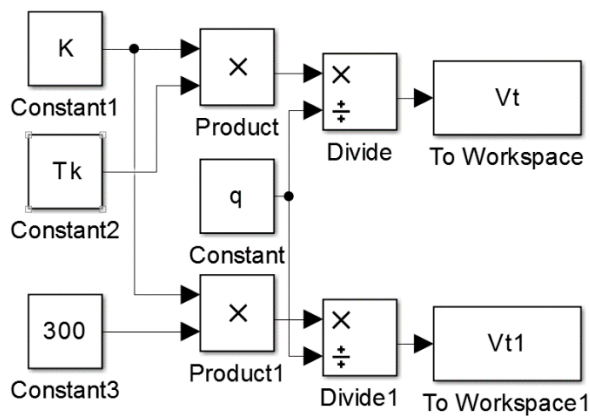 K
Constant1
×
Product
×
÷
Divide
Vt
To Workspace
Tk
Constant2
q
Constant
300
Constant3
×
Product1
×
÷
Divide1
Vt1
To Workspace1